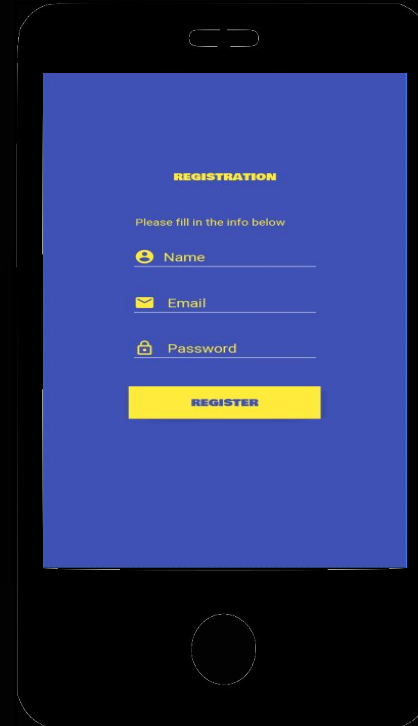 REGISTRATION
Please fill in the info below
Name
Email
Password
REGISTER